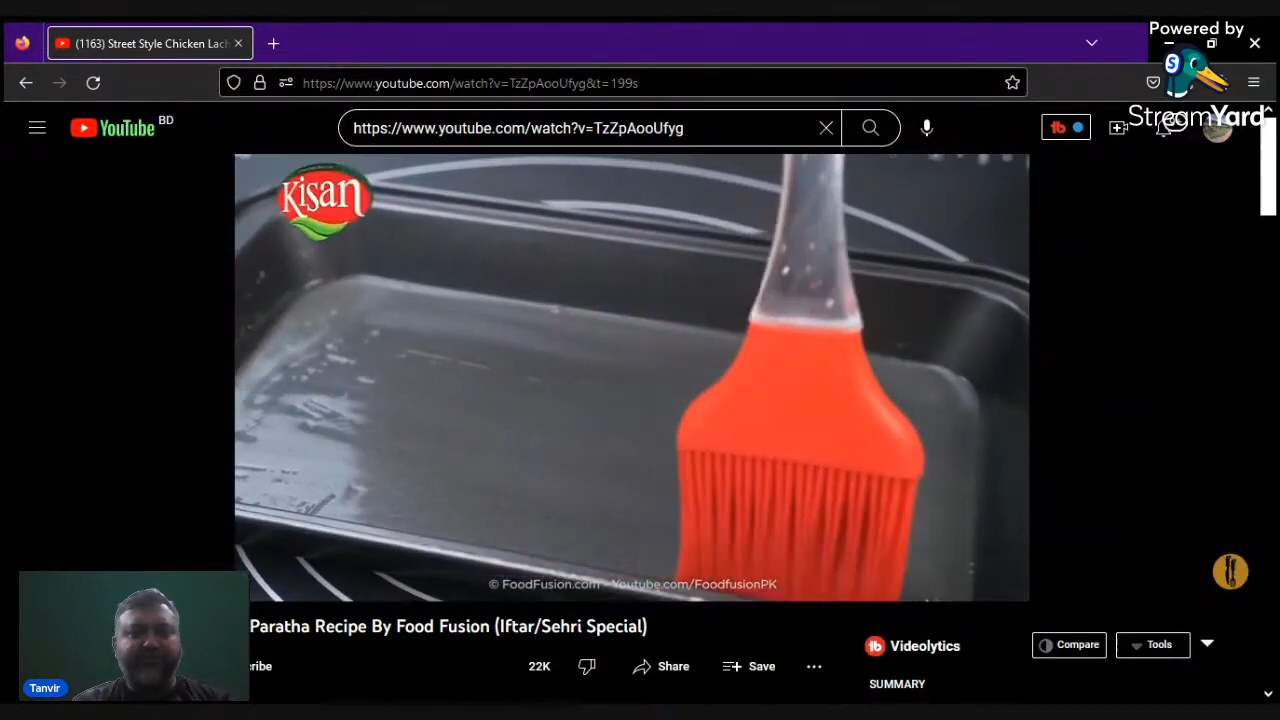 Powered by
(1163) Street Style Chicken Lach
S
https://www.youtube.com/watch?v=TzZpAooUfyg&t=199s
StreamYard
YouTube BD
https://www.youtube.com/watch?v=TzZpAooUfyg
tb
Kisan
© FoodFusion.com - Youtube.com/FoodfusionPK
Paratha Recipe By Food Fusion (Iftar/Sehri Special)
ribe
22K
Share
Save
tb Videolytics
Compare
Tools
SUMMARY
Tanvir